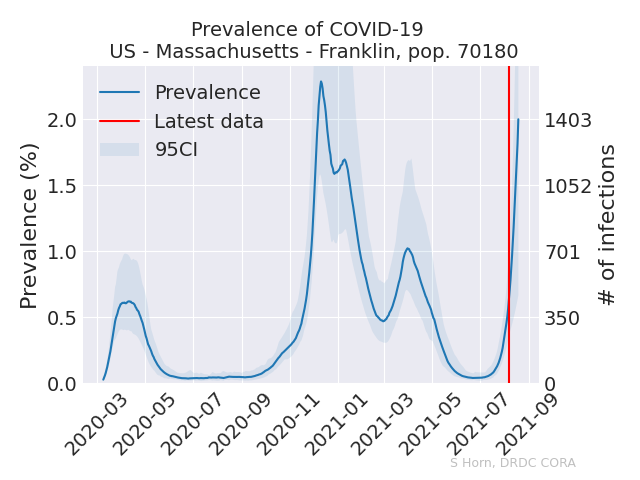 Prevalence of COVID-19
US - Massachusetts - Franklin, pop. 70180
Prevalence
Latest data
95CI
Prevalence (%)
2.0
1.5
1.0
0.5
0.0
1403
1052
701
350
0
# of infections
2020-03
2020-05
2020-07
2020-09
2020-11
2021-01
2021-03
2021-05
2021-07
2021-09
S Horn, DRDC CORA